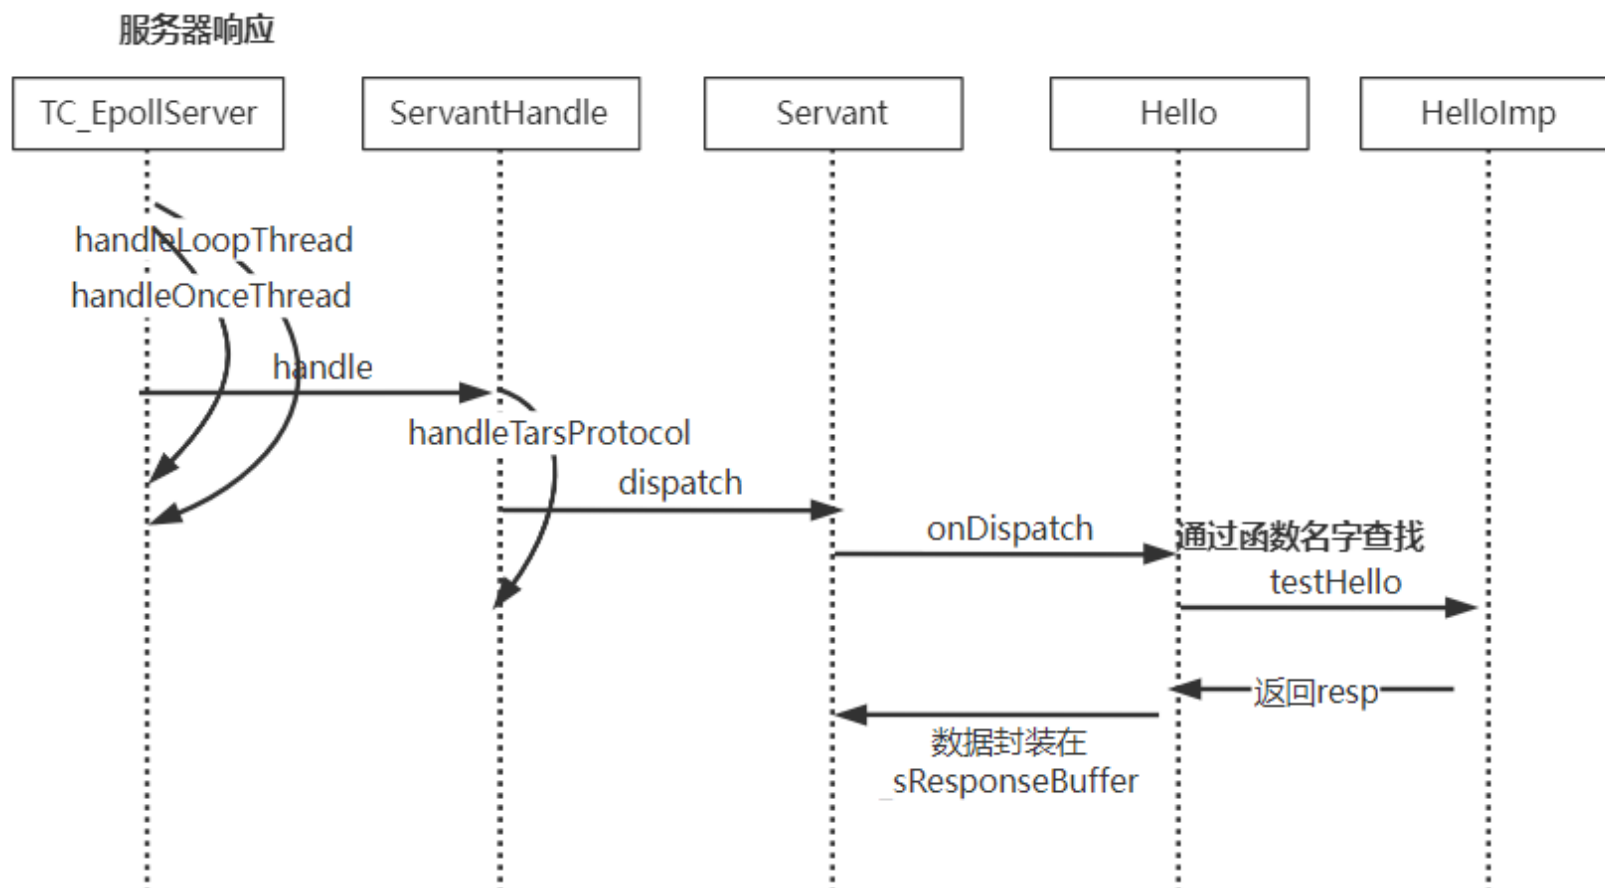 服务器响应
TC_EpollServer
ServantHandle
Servant
Hello
HelloImp
handleLoopThread
handleOnceThread
handle
handleTarsProtocol
dispatch
onDispatch
通过函数名字查找
testHello
返回resp
数据封装在
_sResponseBuffer